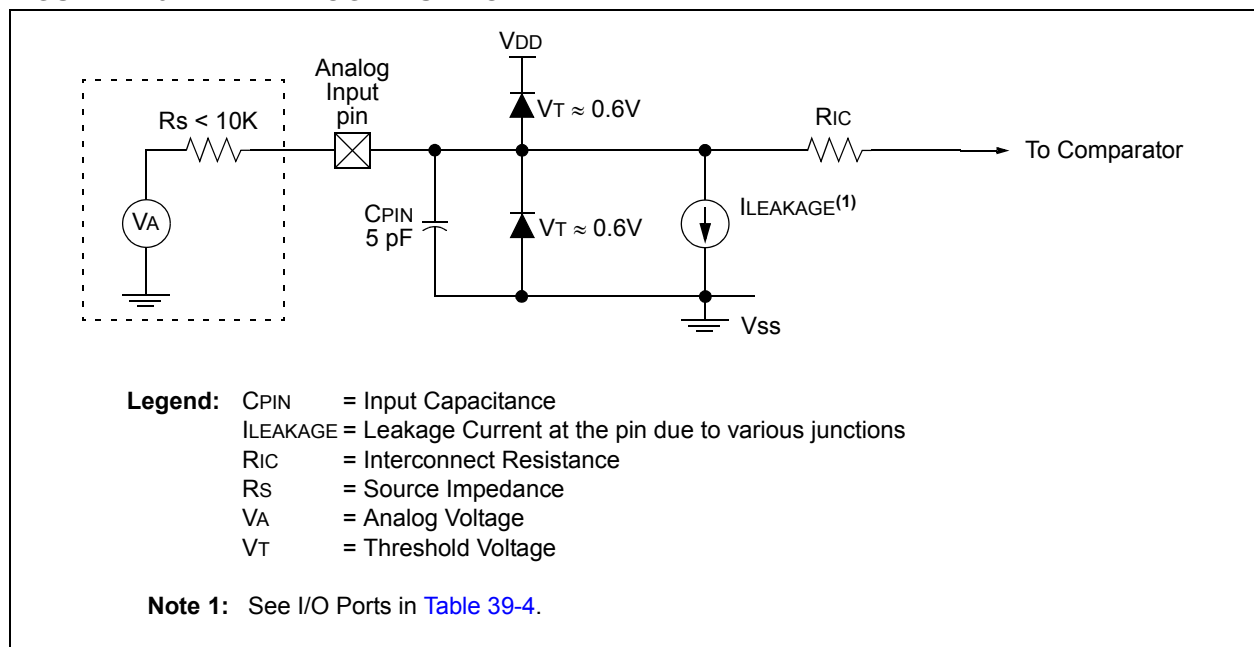 VDD
Analog
Input
pin
VT ≈ 0.6V
Rs < 10K
RIC
To Comparator
VA
CPIN
5 pF
VT ≈ 0.6V
ILEAKAGE(1)
Vss
Legend: CPIN = Input Capacitance
ILEAKAGE = Leakage Current at the pin due to various junctions
RIC = Interconnect Resistance
RS = Source Impedance
VA = Analog Voltage
VT = Threshold Voltage
Note 1: See I/O Ports in Table 39-4.